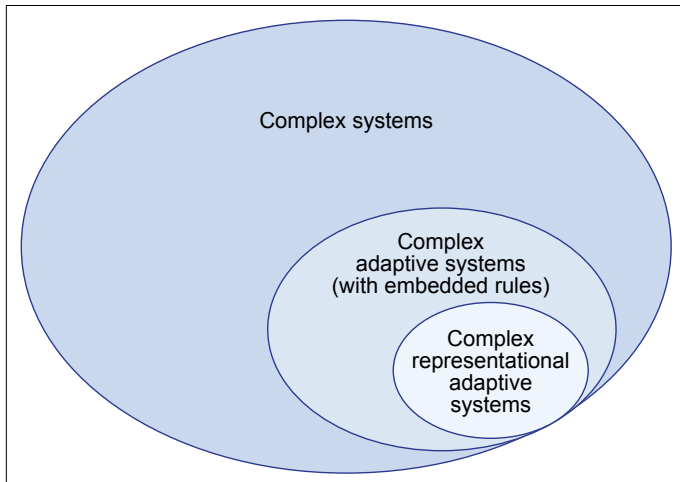 Complex systems
Complex
adaptive systems
(with embedded rules)
Complex
representational
adaptive
systems